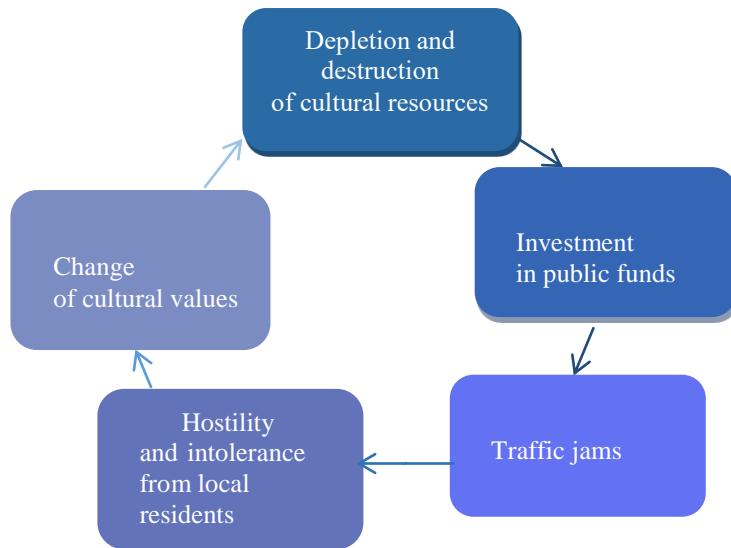 Depletion and
destruction
of cultural resources
Investment
in public funds
Traffic jams
Hostility
and intolerance
from local
residents
Change
of cultural values